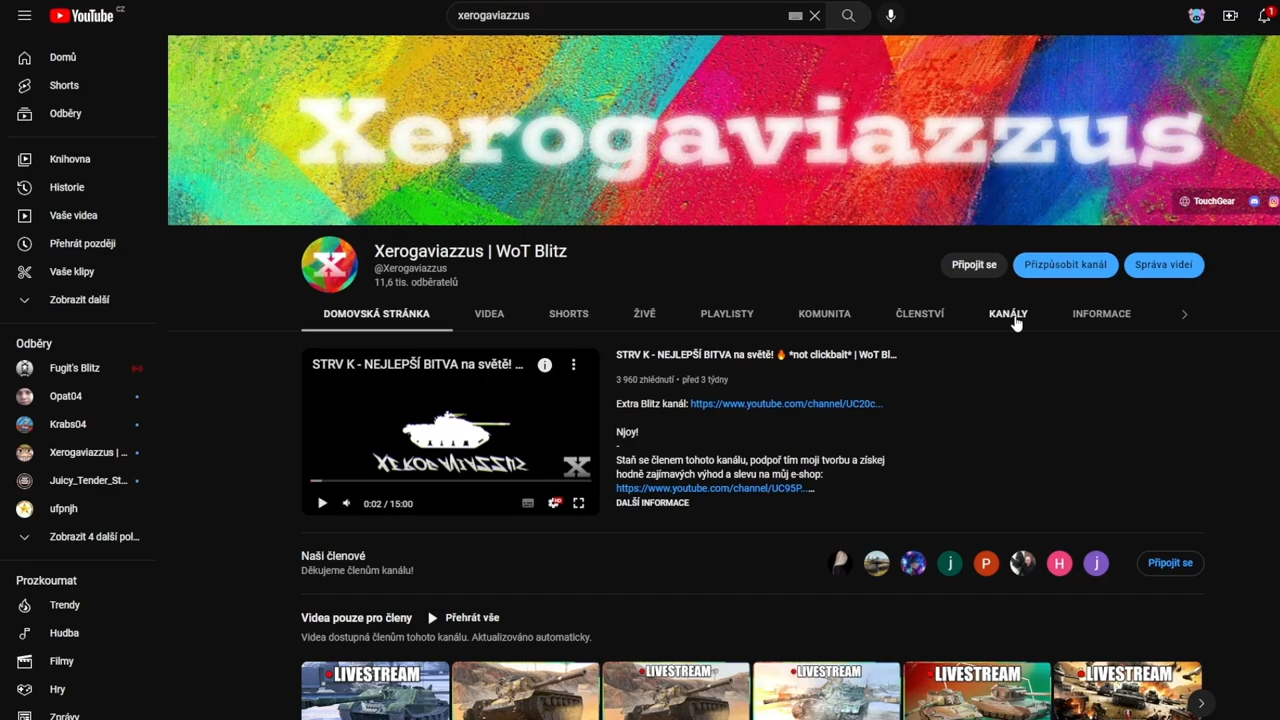 YouTube CZ
xerogaviazzus
1
Domů
Shorts
Odběry
Knihovna
Historie
Vaše videa
Přehrát později
Vaše klipy
Zobrazit další
Odběry
Fugit's Blitz
Opat04
Krabs04
Xerogaviazzus | ...
Juicy_Tender_St...
ufpnjh
Zobrazit 4 další pol...
Prozkoumat
Trendy
Hudba
Filmy
Hry
Zprávy
Xerogaviazzus
TouchGear
X
Xerogaviazzus | WoT Blitz
@Xerogaviazzus
11,6 tis. odběratelů
Připojit se
Přizpůsobit kanál
Správa videí
DOMOVSKÁ STRÁNKA
VIDEA
SHORTS
ŽIVĚ
PLAYLISTY
KOMUNITA
ČLENSTVÍ
KANÁLY
INFORMACE
STRV K - NEJLEPŠÍ BITVA na světě! ...
XEROGAVIAZZUS
X
0:02 / 15:00
HD
STRV K - NEJLEPŠÍ BITVA na světě! 🔥 *not clickbait* | WoT Bl...
3 960 zhlédnutí • před 3 týdny
Extra Blitz kanál: https://www.youtube.com/channel/UC20c...
Njoy!
-
Staň se členem tohoto kanálu, podpoř tím moji tvorbu a získej
hodně zajímavých výhod a slevu na můj e-shop:
https://www.youtube.com/channel/UC95P...…
DALŠÍ INFORMACE
Naši členové
Děkujeme členům kanálu!
j
P
H
j
Připojit se
Videa pouze pro členy
Přehrát vše
Videa dostupná členům tohoto kanálu. Aktualizováno automaticky.
LIVESTREAM
LIVESTREAM
LIVESTREAM
LIVESTREAM
LIVESTREAM